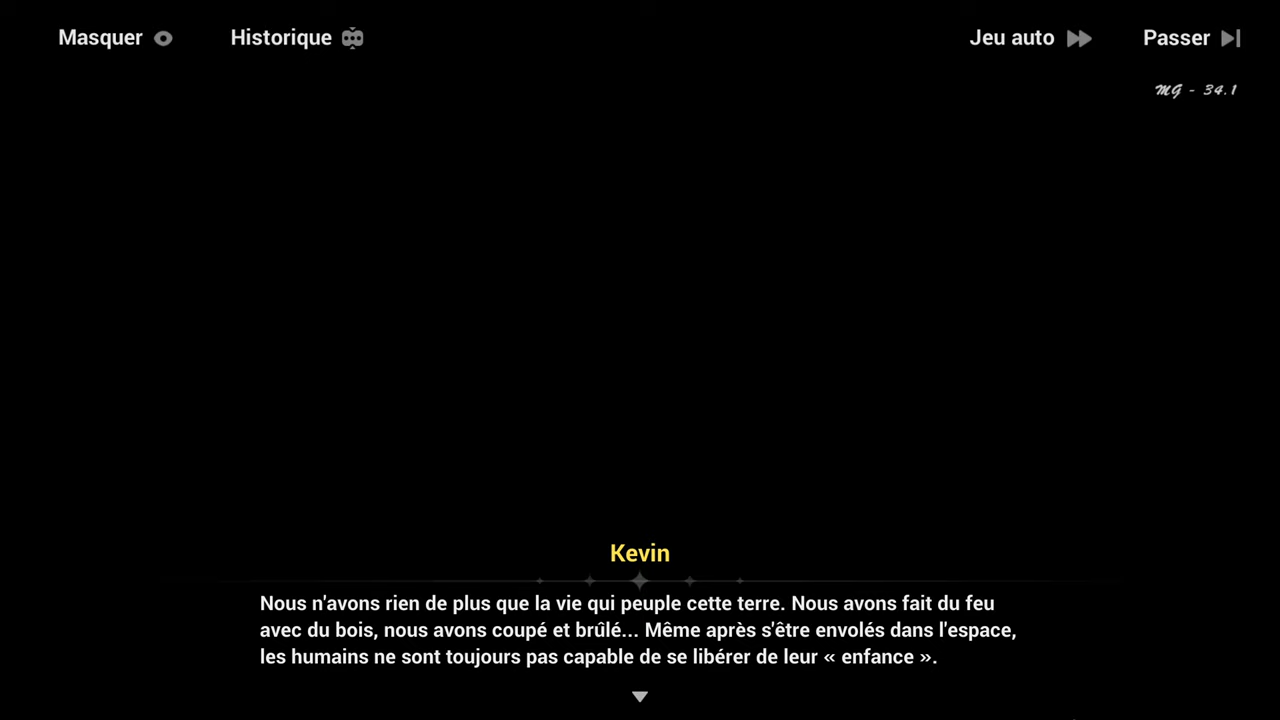 Masquer Historique Jeu auto Passer
MG - 34.1
Kevin
Nous n'avons rien de plus que la vie qui peuple cette terre. Nous avons fait du feu
avec du bois, nous avons coupé et brûlé... Même après s'être envolés dans l'espace,
les humains ne sont toujours pas capable de se libérer de leur « enfance ».